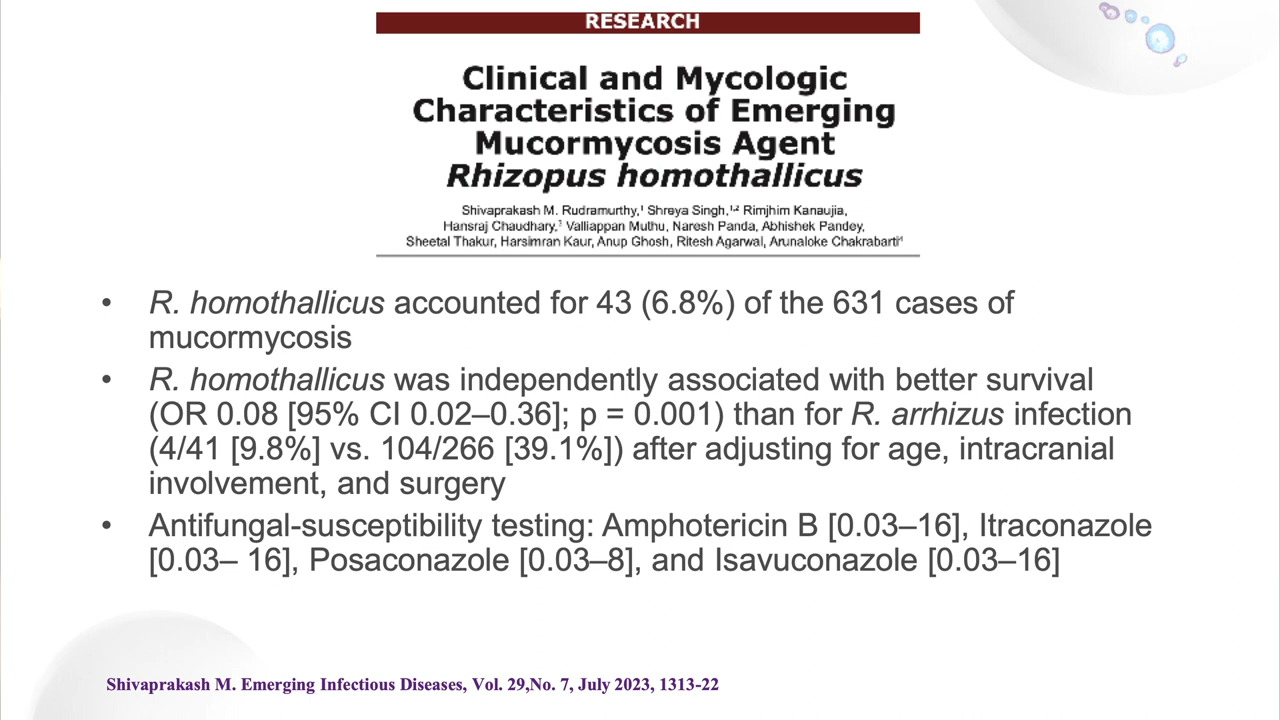 RESEARCH
Clinical and Mycologic
Characteristics of Emerging
Mucormycosis Agent
Rhizopus homothallicus
Shivaprakash M. Rudramurthy,¹ Shreya Singh,¹,² Rimjhim Kanaujia,
Hansraj Chaudhary,³ Valliappan Muthu, Naresh Panda, Abhishek Pandey,
Sheetal Thakur, Harsimran Kaur, Anup Ghosh, Ritesh Agarwal, Arunaloke Chakrabarti⁴
• R. homothallicus accounted for 43 (6.8%) of the 631 cases of
mucormycosis
• R. homothallicus was independently associated with better survival
(OR 0.08 [95% CI 0.02–0.36]; p = 0.001) than for R. arrhizus infection
(4/41 [9.8%] vs. 104/266 [39.1%]) after adjusting for age, intracranial
involvement, and surgery
• Antifungal-susceptibility testing: Amphotericin B [0.03–16], Itraconazole
[0.03– 16], Posaconazole [0.03–8], and Isavuconazole [0.03–16]
Shivaprakash M. Emerging Infectious Diseases, Vol. 29,No. 7, July 2023, 1313-22